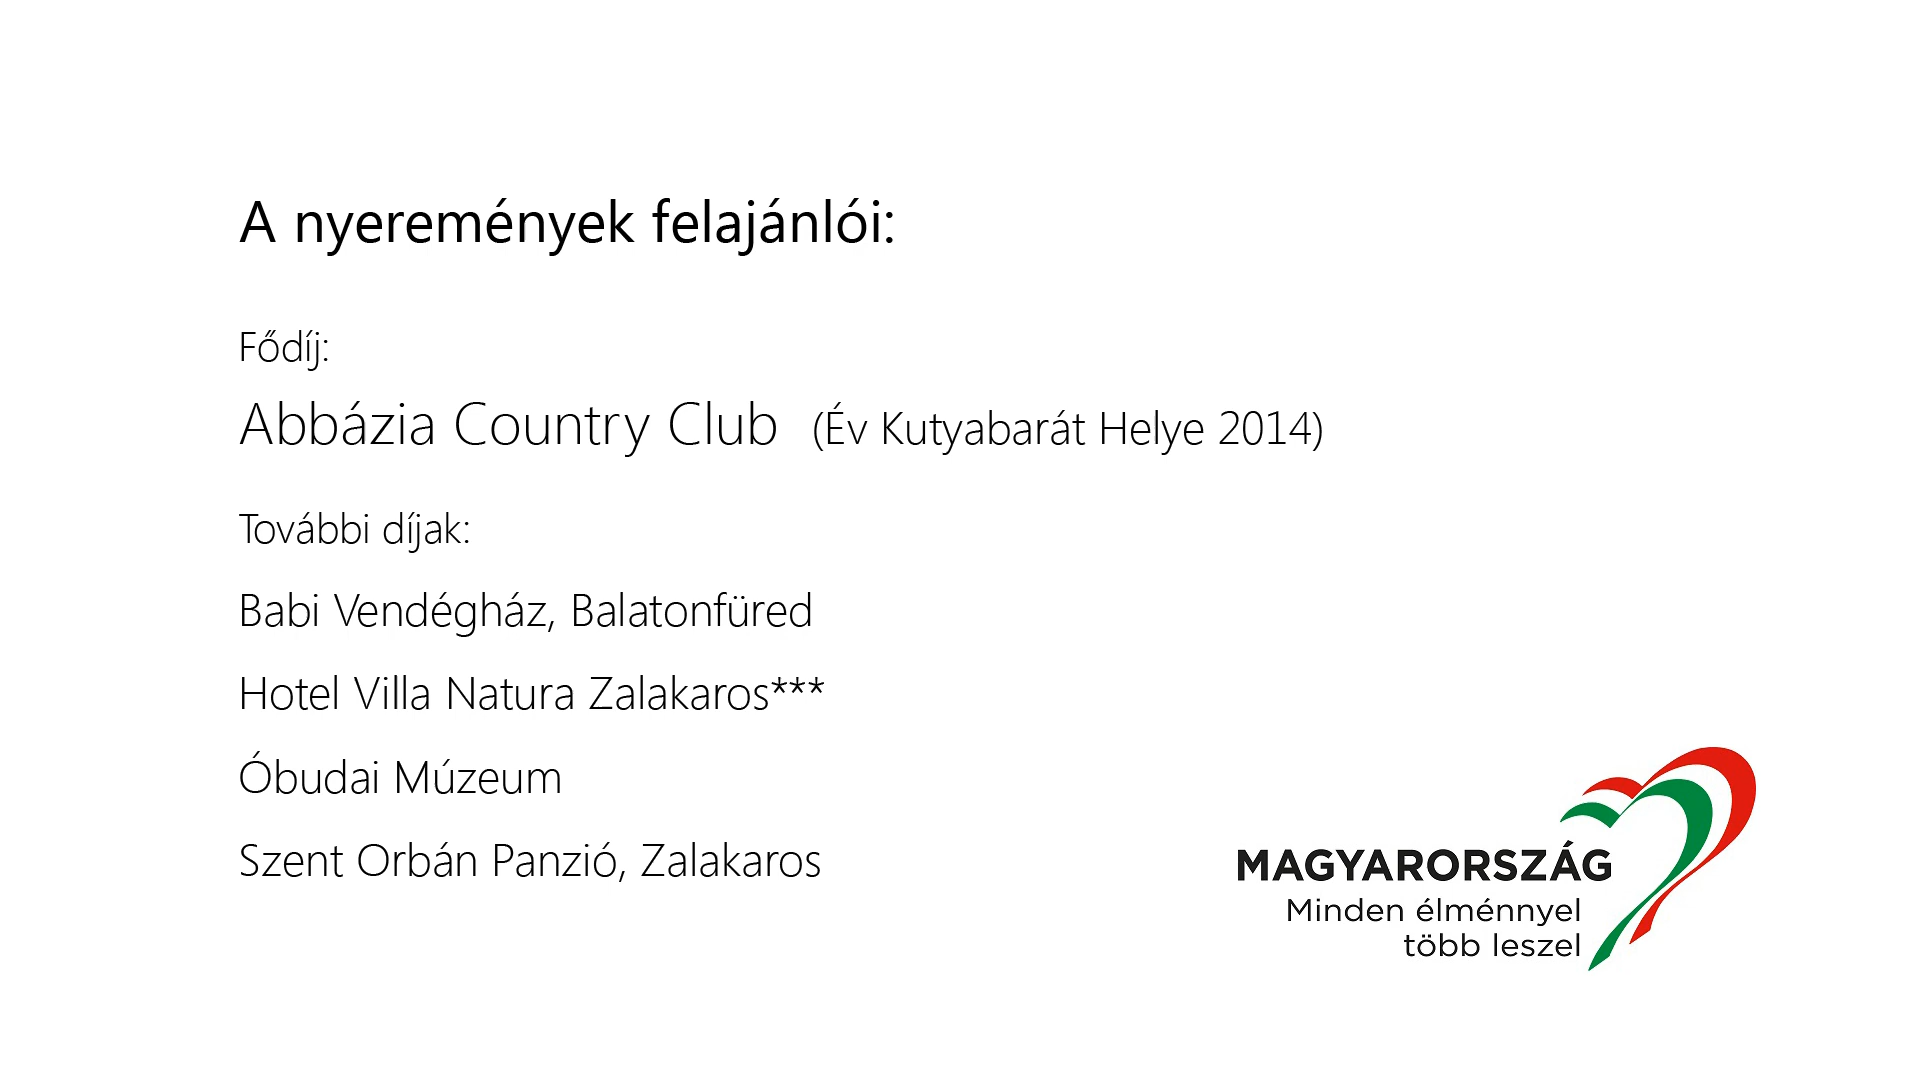 A nyeremények felajánlói:
Fődíj:
Abbázia Country Club (Év Kutyabarát Helye 2014)
További díjak:
Babi Vendégház, Balatonfüred
Hotel Villa Natura Zalakaros***
Óbudai Múzeum
Szent Orbán Panzió, Zalakaros
MAGYARORSZÁG
Minden élménnyel
több leszel